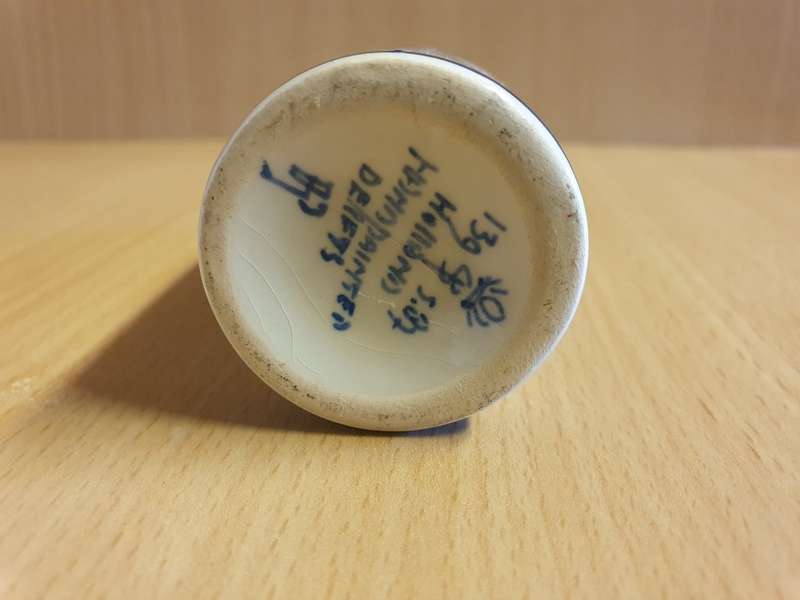 139
Holland
HANDPAINTED
DELFTS